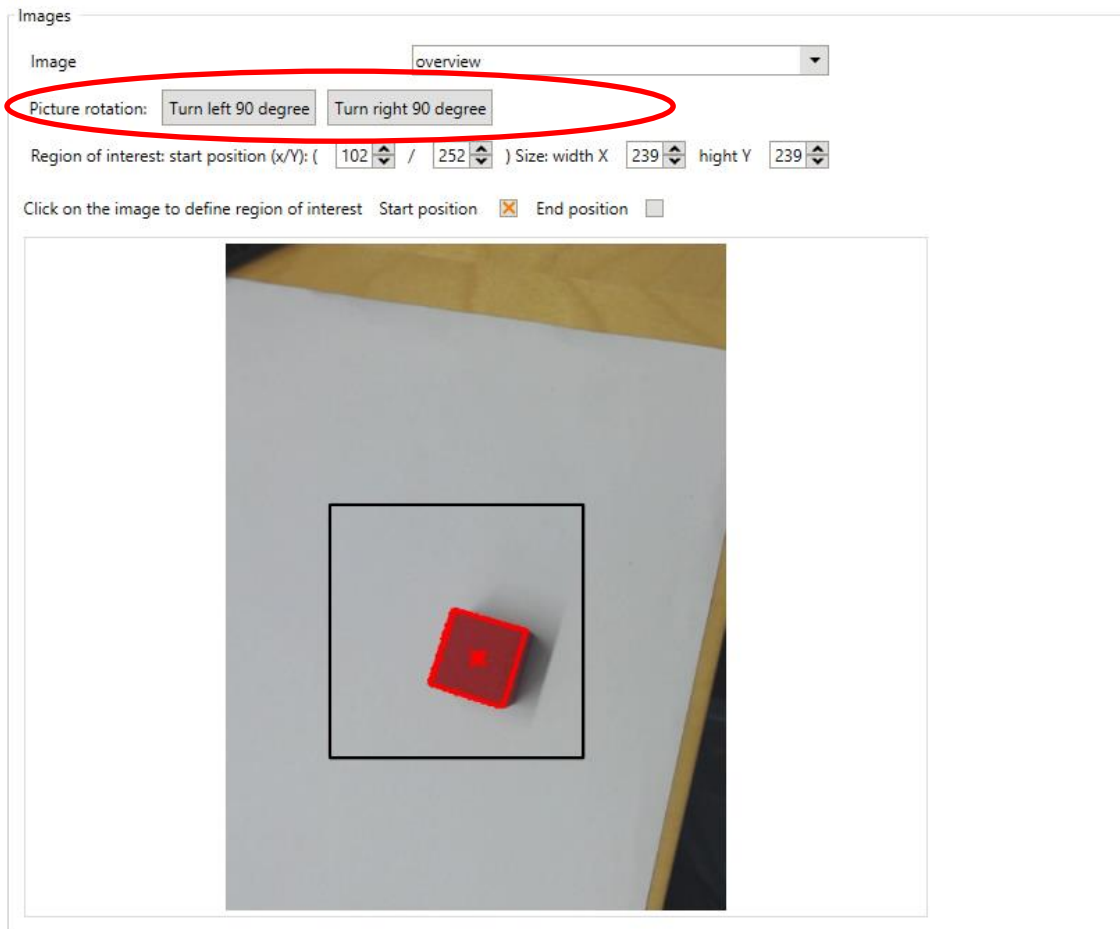 Images
Image overview
Picture rotation: Turn left 90 degree Turn right 90 degree
Region of interest: start position (x/Y): ( 102 / 252 ) Size: width X 239 hight Y 239
Click on the image to define region of interest Start position End position